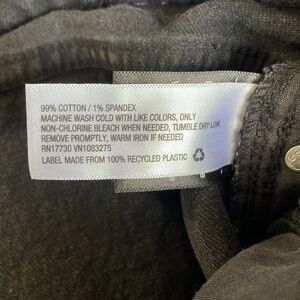 99% COTTON / 1% SPANDEX
MACHINE WASH COLD WITH LIKE COLORS, ONLY
NON-CHLORINE BLEACH WHEN NEEDED, TUMBLE DRY LOW.
REMOVE PROMPTLY, WARM IRON IF NEEDED
RN17730 VN1083275
LABEL MADE FROM 100% RECYCLED PLASTIC